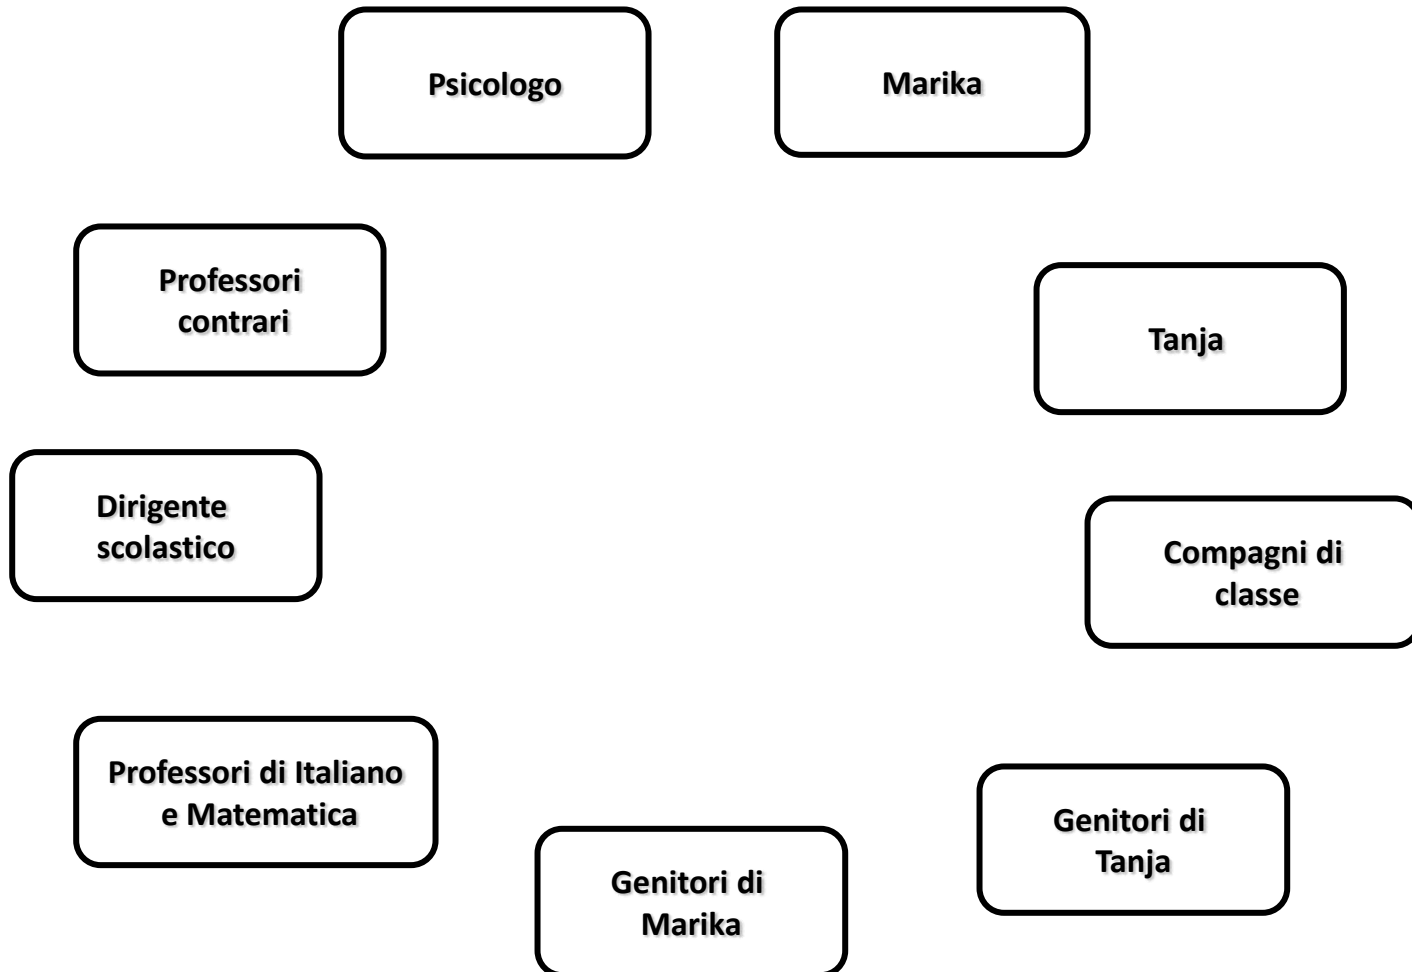 Psicologo
Marika
Professori
contrari
Tanja
Dirigente
scolastico
Compagni di
classe
Professori di Italiano
e Matematica
Genitori di
Tanja
Genitori di
Marika